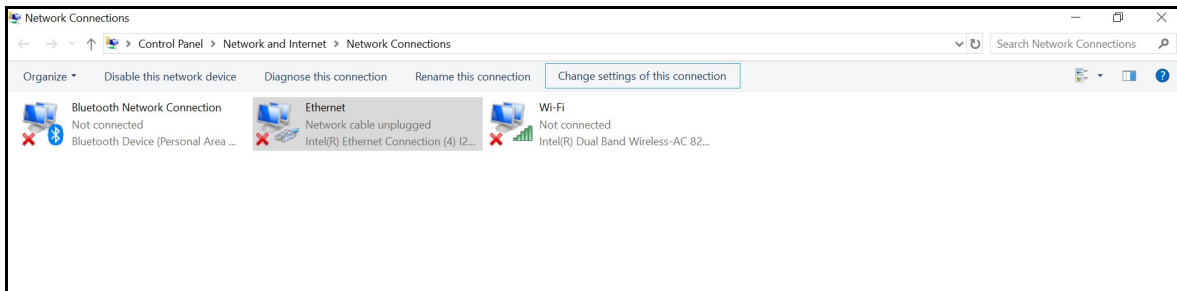 Network Connections
Control Panel > Network and Internet > Network Connections
Search Network Connections
Organize Disable this network device Diagnose this connection Rename this connection Change settings of this connection
Bluetooth Network Connection
Not connected
Bluetooth Device (Personal Area ...
Ethernet
Network cable unplugged
Intel(R) Ethernet Connection (4) I2...
Wi-Fi
Not connected
Intel(R) Dual Band Wireless-AC 82...